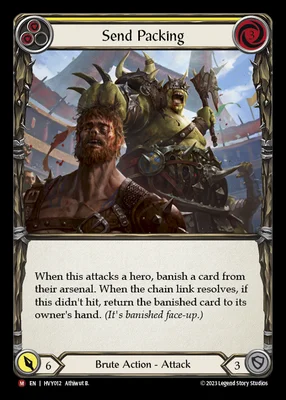 3
Send Packing
When this attacks a hero, banish a card from
their arsenal. When the chain link resolves, if
this didn't hit, return the banished card to its
owner's hand. (It's banished face-up.)
6
Brute Action - Attack
3
M EN | HVY012 Athiwut B.
©2023 Legend Story Studios